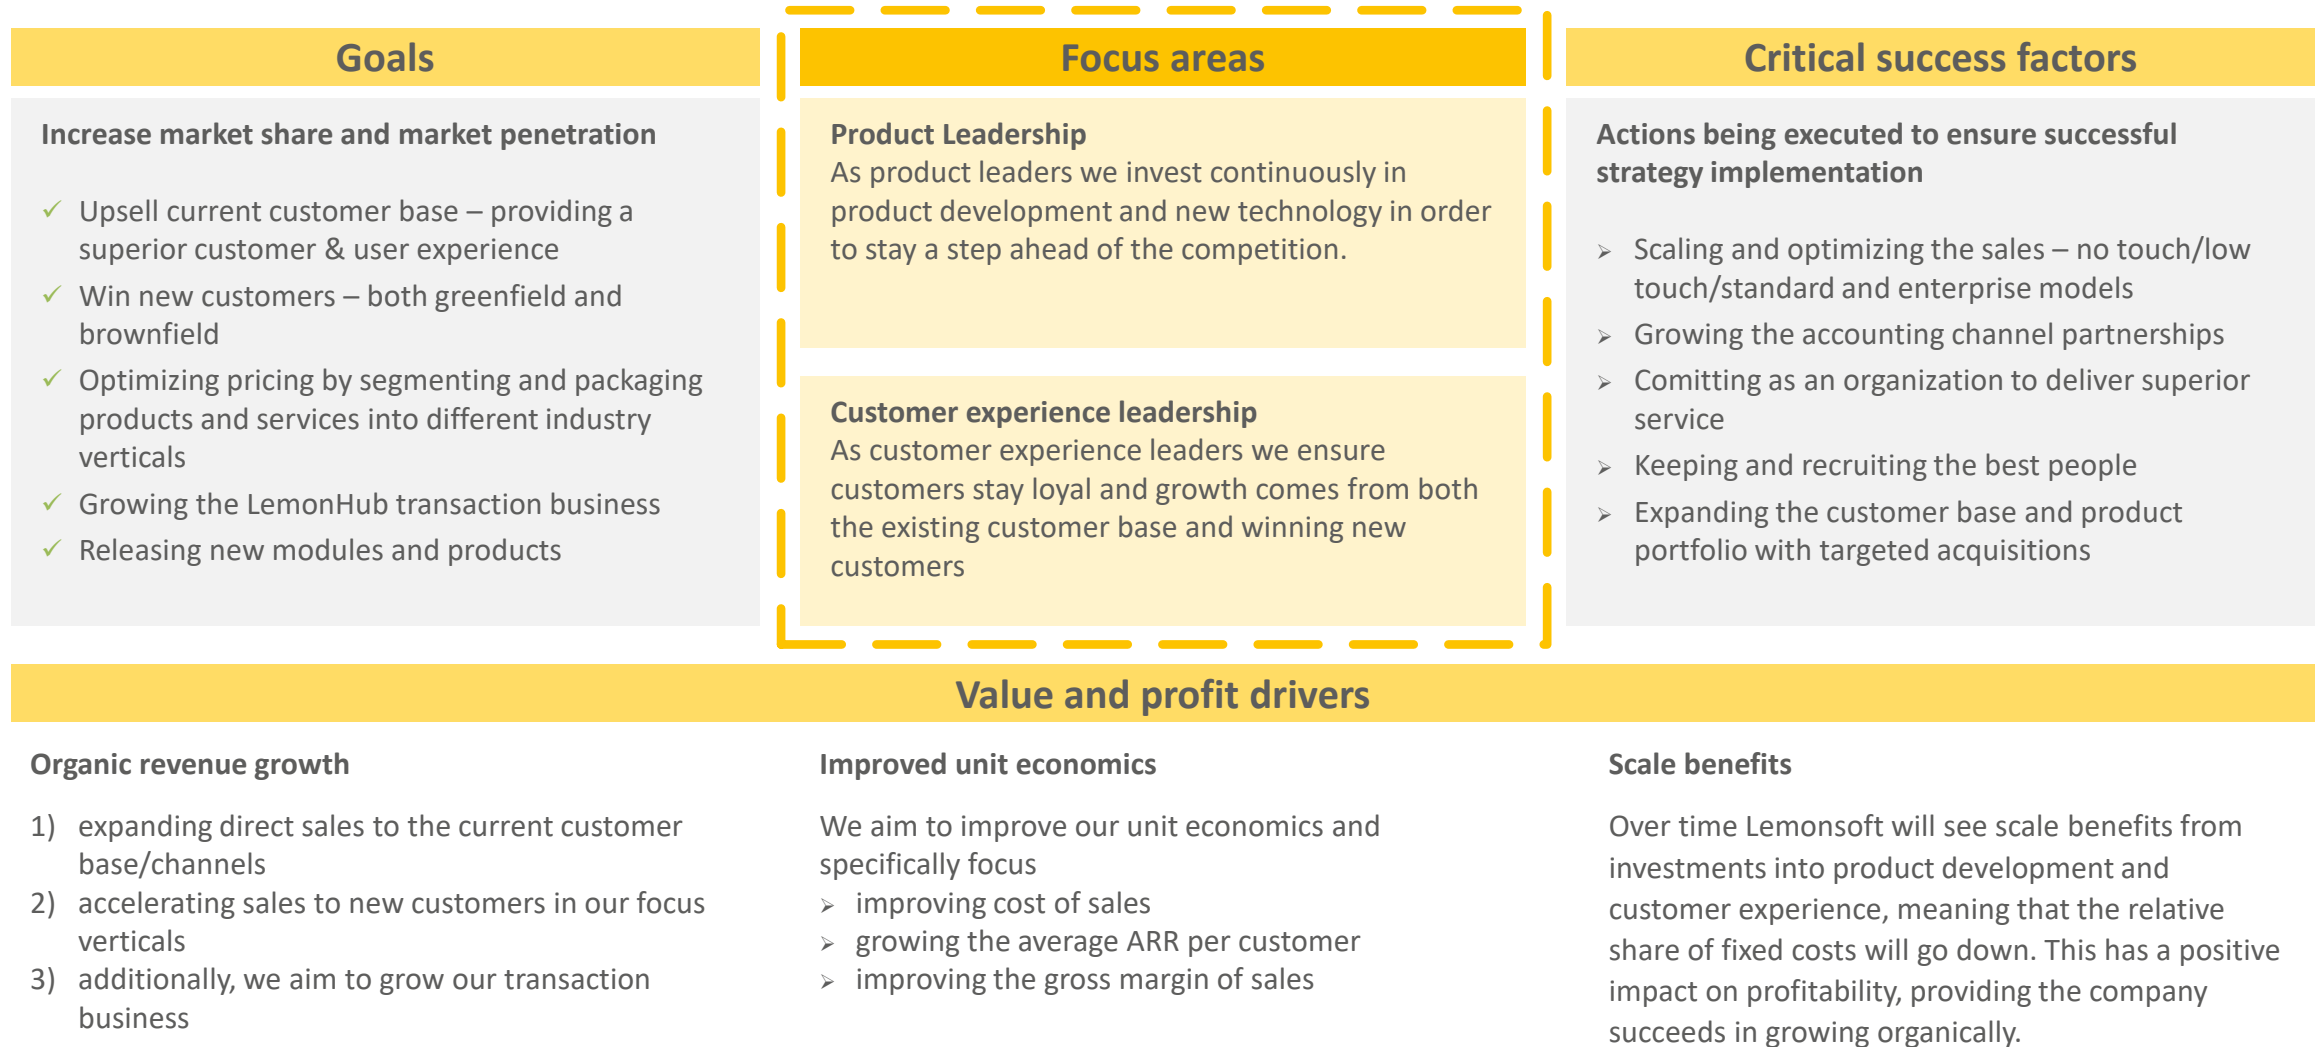 Goals
Increase market share and market penetration
✓ Upsell current customer base – providing a
superior customer & user experience
✓ Win new customers – both greenfield and
brownfield
✓ Optimizing pricing by segmenting and packaging
products and services into different industry
verticals
✓ Growing the LemonHub transaction business
✓ Releasing new modules and products
Focus areas
Product Leadership
As product leaders we invest continuously in
product development and new technology in order
to stay a step ahead of the competition.
Customer experience leadership
As customer experience leaders we ensure
customers stay loyal and growth comes from both
the existing customer base and winning new
customers
Critical success factors
Actions being executed to ensure successful
strategy implementation
➢ Scaling and optimizing the sales – no touch/low
touch/standard and enterprise models
➢ Growing the accounting channel partnerships
➢ Comitting as an organization to deliver superior
service
➢ Keeping and recruiting the best people
➢ Expanding the customer base and product
portfolio with targeted acquisitions
Value and profit drivers
Organic revenue growth
1) expanding direct sales to the current customer
base/channels
2) accelerating sales to new customers in our focus
verticals
3) additionally, we aim to grow our transaction
business
Improved unit economics
We aim to improve our unit economics and
specifically focus
➢ improving cost of sales
➢ growing the average ARR per customer
➢ improving the gross margin of sales
Scale benefits
Over time Lemonsoft will see scale benefits from
investments into product development and
customer experience, meaning that the relative
share of fixed costs will go down. This has a positive
impact on profitability, providing the company
succeeds in growing organically.